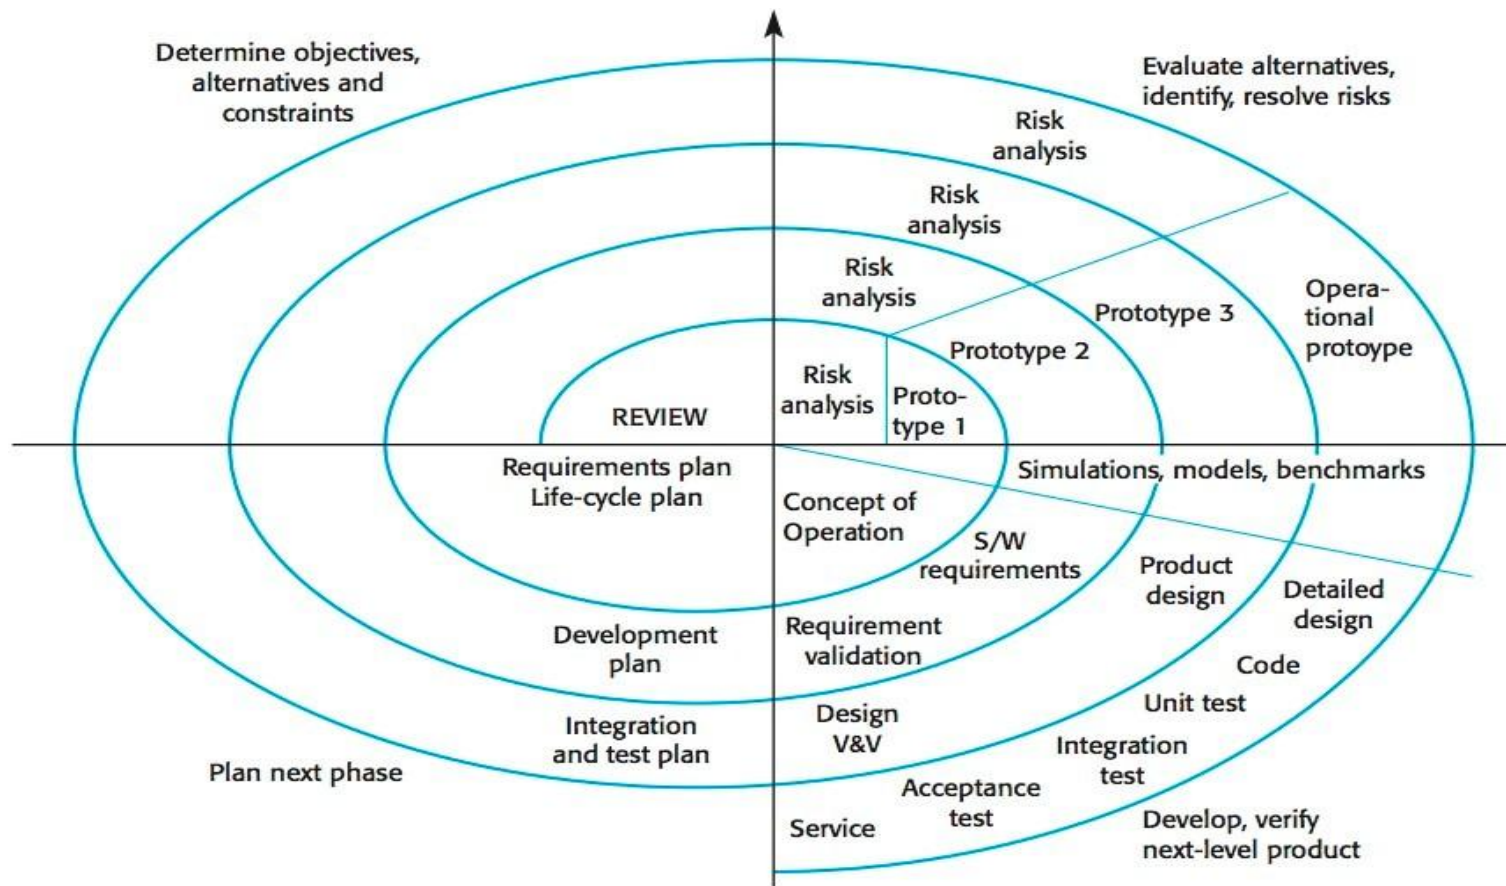 Determine objectives,
alternatives and
constraints
Evaluate alternatives,
identify, resolve risks
Risk
analysis
Risk
analysis
Risk
analysis
Opera-
tional
protoype
Prototype 3
Prototype 2
Risk
analysis
Proto-
type 1
REVIEW
Requirements plan
Life-cycle plan
Simulations, models, benchmarks
Concept of
Operation
S/W
requirements
Product
design
Detailed
design
Development
plan
Requirement
validation
Code
Unit test
Integration
and test plan
Design
V&V
Integration
test
Plan next phase
Acceptance
test
Service
Develop, verify
next-level product